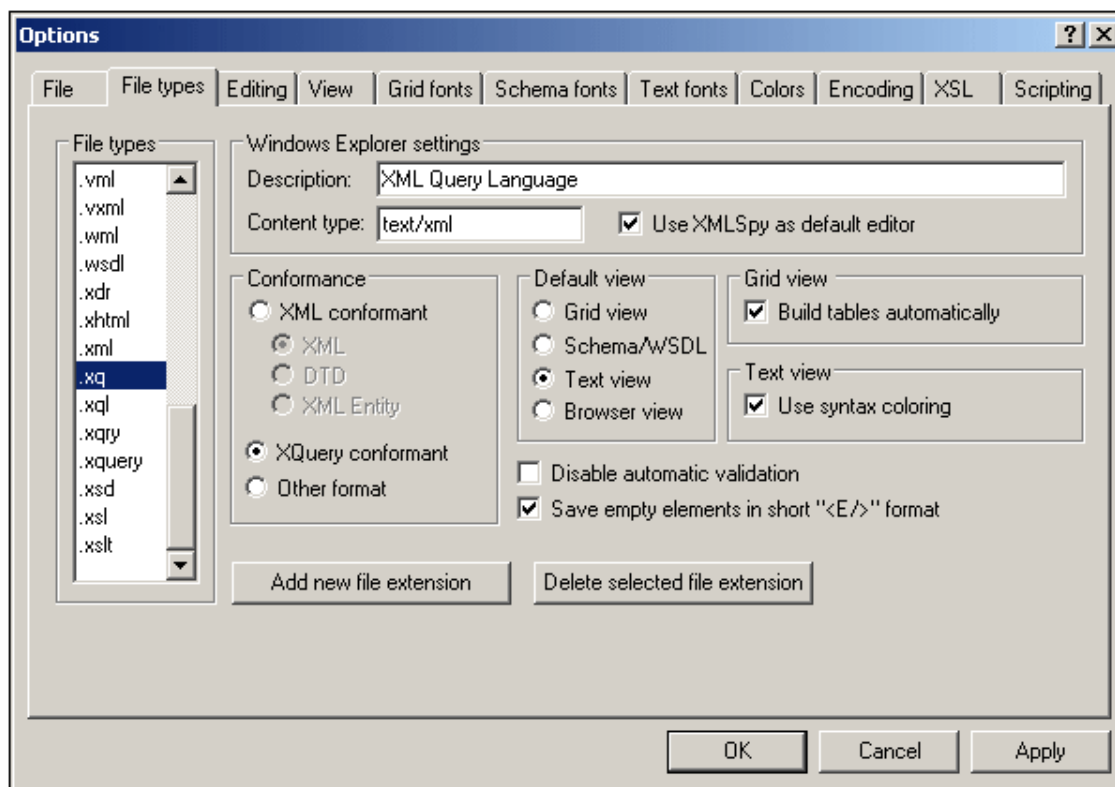 Options
File File types Editing View Grid fonts Schema fonts Text fonts Colors Encoding XSL Scripting
File types
.vml
.vxml
.wml
.wsdl
.xdr
.xhtml
.xml
.xq
.xql
.xqry
.xquery
.xsd
.xsl
.xslt
Windows Explorer settings
Description: XML Query Language
Content type: text/xml Use XMLSpy as default editor
Conformance
XML conformant
XML
DTD
XML Entity
XQuery conformant
Other format
Default view
Grid view
Schema/WSDL
Text view
Browser view
Grid view
Build tables automatically
Text view
Use syntax coloring
Disable automatic validation
Save empty elements in short "<E/>" format
Add new file extension Delete selected file extension
OK Cancel Apply